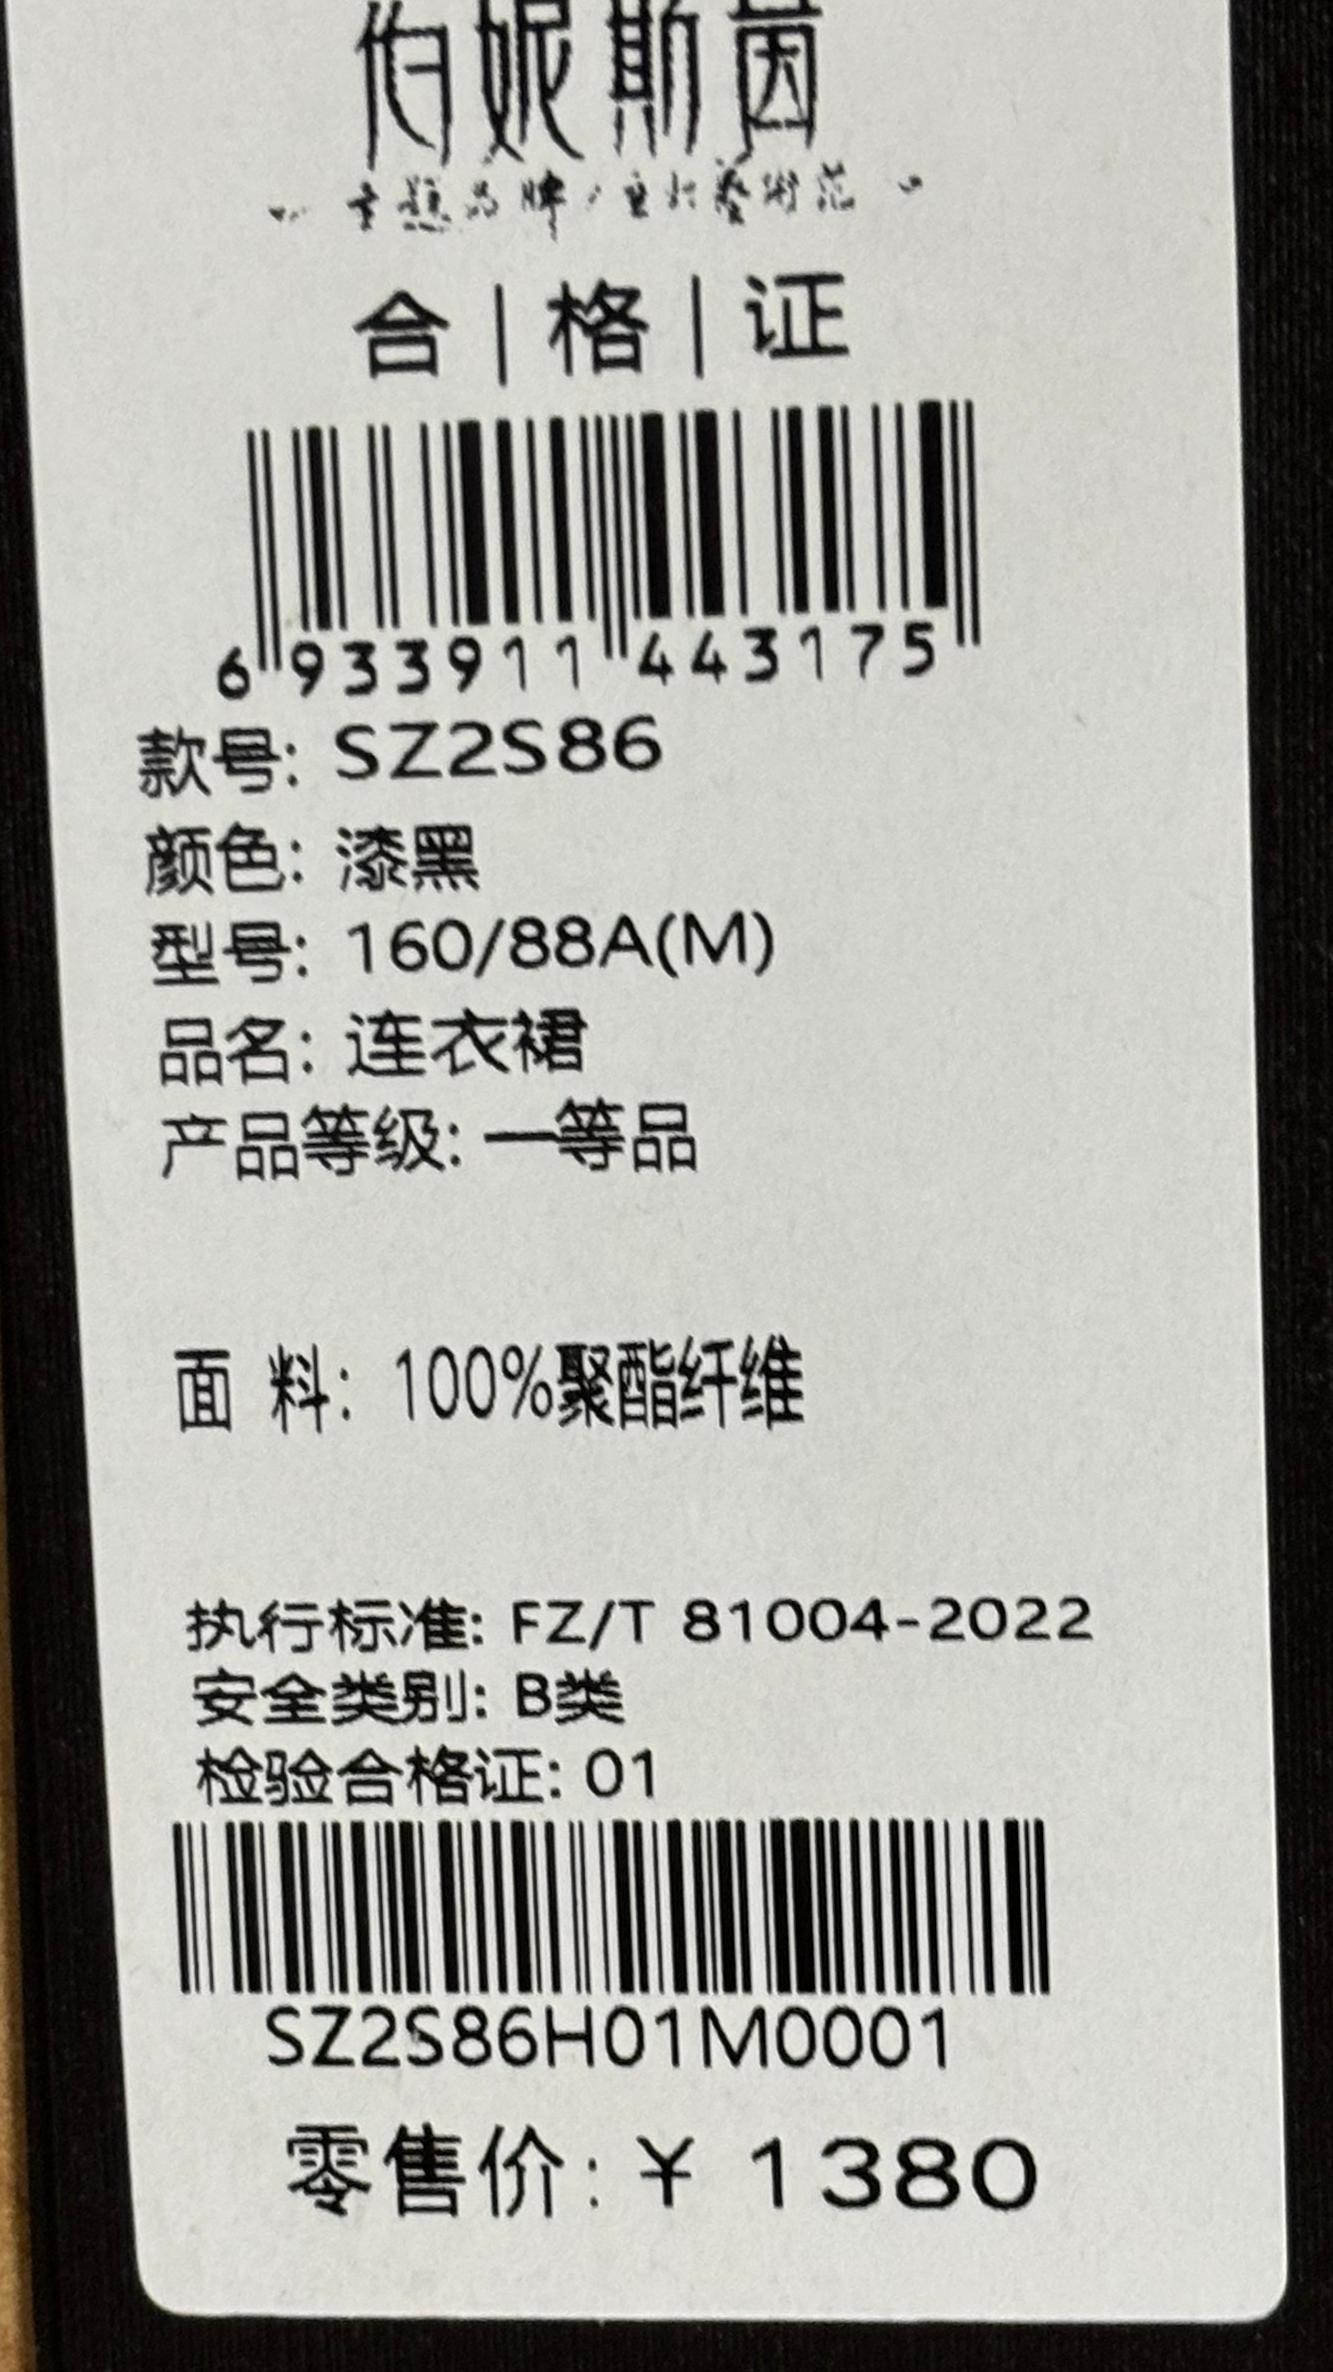 伯妮斯茵
合|格|证
6 933911 443175
款号: SZ2S86
颜色: 漆黑
型号: 160/88A(M)
品名: 连衣裙
产品等级: 一等品
面 料: 100%聚酯纤维
执行标准: FZ/T 81004-2022
安全类别: B类
检验合格证: 01
SZ2S86H01M0001
零售价: ¥ 1380